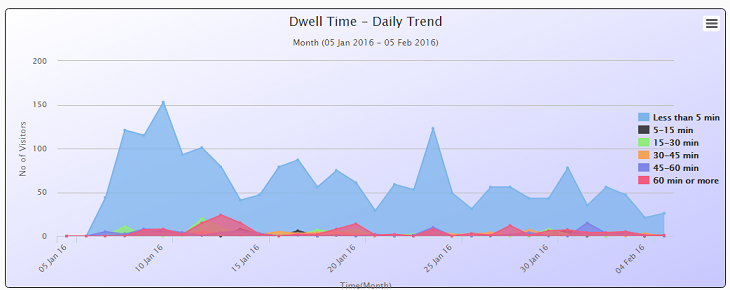 Dwell Time – Daily Trend
Month (05 Jan 2016 – 05 Feb 2016)
No of Visitors
200
150
100
50
0
Less than 5 min
5–15 min
15–30 min
30–45 min
45–60 min
60 min or more
05 Jan 16
10 Jan 16
15 Jan 16
20 Jan 16
25 Jan 16
30 Jan 16
04 Feb 16
Time(Month)